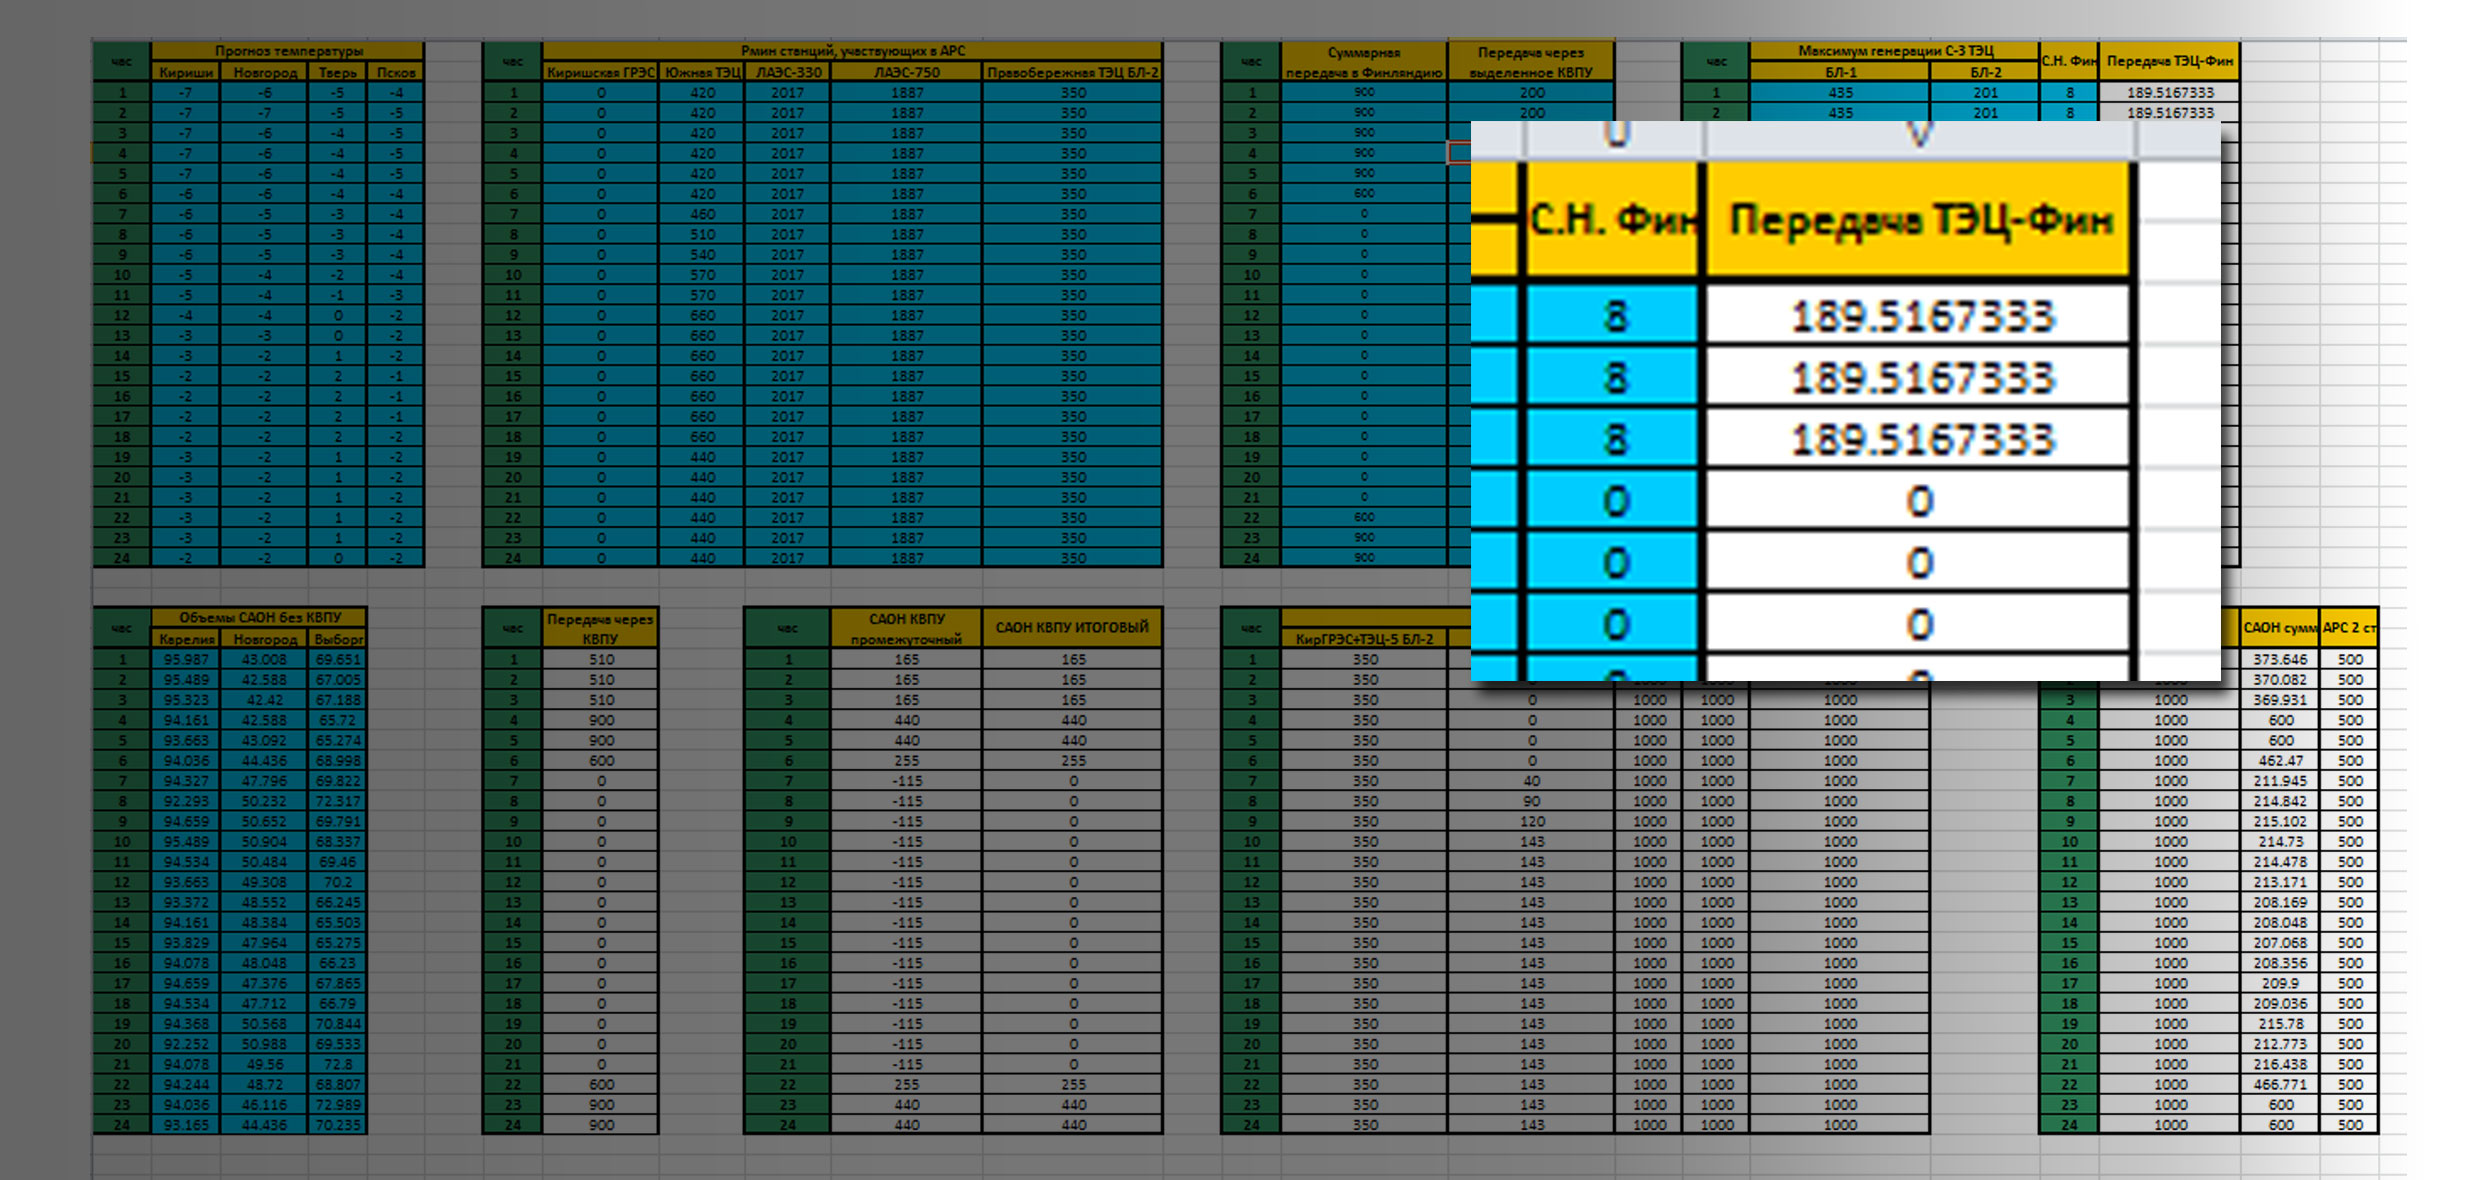 час Прогноз температуры
Кириши Новгород Тверь Псков
1 -7 -6 -5 -4
2 -7 -7 -5 -5
3 -7 -6 -4 -5
4 -7 -6 -4 -5
5 -7 -6 -4 -5
6 -6 -6 -4 -4
7 -6 -5 -3 -4
8 -6 -5 -3 -4
9 -6 -5 -3 -4
10 -5 -4 -2 -4
11 -5 -4 -1 -3
12 -4 -4 0 -2
13 -3 -3 0 -2
14 -3 -2 1 -2
15 -2 -2 2 -1
16 -2 -2 2 -1
17 -2 -2 2 -1
18 -2 -2 2 -2
19 -3 -2 1 -2
20 -3 -2 1 -2
21 -3 -2 1 -2
22 -3 -2 1 -2
23 -3 -2 1 -2
24 -2 -2 0 -2
час Рмин станций, участвующих в АРС
Киришская ГРЭС Южная ТЭЦ ЛАЭС-330 ЛАЭС-750 Правобережная ТЭЦ БЛ-2
1 0 420 2017 1887 350
2 0 420 2017 1887 350
3 0 420 2017 1887 350
4 0 420 2017 1887 350
5 0 420 2017 1887 350
6 0 420 2017 1887 350
7 0 460 2017 1887 350
8 0 510 2017 1887 350
9 0 540 2017 1887 350
10 0 570 2017 1887 350
11 0 570 2017 1887 350
12 0 660 2017 1887 350
13 0 660 2017 1887 350
14 0 660 2017 1887 350
15 0 660 2017 1887 350
16 0 660 2017 1887 350
17 0 660 2017 1887 350
18 0 660 2017 1887 350
19 0 440 2017 1887 350
20 0 440 2017 1887 350
21 0 440 2017 1887 350
22 0 440 2017 1887 350
23 0 440 2017 1887 350
24 0 440 2017 1887 350
час Суммарная Передача через
передача в Финляндию выделенное КВПУ
1 900 200
2 900 200
3 900
4 900
5 900
6 600
7 0
8 0
9 0
10 0
11 0
12 0
13 0
14 0
15 0
16 0
17 0
18 0
19 0
20 0
21 0
22 600
23 900
24 900
час Максимум генерации С-3 ТЭЦ С.Н. Фин Передача ТЭЦ-Фин
БЛ-1 БЛ-2
1 435 201 8 189.5167333
2 435 201 8 189.5167333
U V
С.Н. Фин Передача ТЭЦ-Фин
8 189.5167333
8 189.5167333
8 189.5167333
0 0
0 0
0 0
час Объемы САОН без КВПУ
Карелия Новгород Выборг
1 95.987 43.008 69.651
2 95.489 42.588 67.005
3 95.323 42.42 67.188
4 94.161 42.588 65.72
5 93.663 43.092 65.274
6 94.036 44.436 68.998
7 94.327 47.796 69.822
8 92.293 50.232 72.317
9 94.659 50.652 69.791
10 95.489 50.904 68.337
11 94.534 50.484 69.46
12 93.663 49.308 70.2
13 93.372 48.552 66.245
14 94.161 48.384 65.503
15 93.829 47.964 65.275
16 94.078 48.048 66.23
17 94.659 47.376 67.865
18 94.534 47.712 66.79
19 94.368 50.568 70.844
20 92.252 50.988 69.533
21 94.078 49.56 72.8
22 94.244 48.72 68.807
23 94.036 46.116 72.989
24 93.165 44.436 70.235
час Передача через
КВПУ
1 510
2 510
3 510
4 900
5 900
6 600
7 0
8 0
9 0
10 0
11 0
12 0
13 0
14 0
15 0
16 0
17 0
18 0
19 0
20 0
21 0
22 600
23 900
24 900
час САОН КВПУ САОН КВПУ ИТОГОВЫЙ
промежуточный
1 165 165
2 165 165
3 165 165
4 440 440
5 440 440
6 255 255
7 -115 0
8 -115 0
9 -115 0
10 -115 0
11 -115 0
12 -115 0
13 -115 0
14 -115 0
15 -115 0
16 -115 0
17 -115 0
18 -115 0
19 -115 0
20 -115 0
21 -115 0
22 255 255
23 440 440
24 440 440
час КирГРЭС+ТЭЦ-5 БЛ-2
1 350
2 350
3 350 0 1000 1000 1000
4 350 0 1000 1000 1000
5 350 0 1000 1000 1000
6 350 0 1000 1000 1000
7 350 40 1000 1000 1000
8 350 90 1000 1000 1000
9 350 120 1000 1000 1000
10 350 143 1000 1000 1000
11 350 143 1000 1000 1000
12 350 143 1000 1000 1000
13 350 143 1000 1000 1000
14 350 143 1000 1000 1000
15 350 143 1000 1000 1000
16 350 143 1000 1000 1000
17 350 143 1000 1000 1000
18 350 143 1000 1000 1000
19 350 143 1000 1000 1000
20 350 143 1000 1000 1000
21 350 143 1000 1000 1000
22 350 143 1000 1000 1000
23 350 143 1000 1000 1000
24 350 143 1000 1000 1000
САОН сумм АРС 2 ст
373.646 500
370.082 500
3 1000 369.931 500
4 1000 600 500
5 1000 600 500
6 1000 462.47 500
7 1000 211.945 500
8 1000 214.842 500
9 1000 215.102 500
10 1000 214.73 500
11 1000 214.478 500
12 1000 213.171 500
13 1000 208.169 500
14 1000 208.048 500
15 1000 207.068 500
16 1000 208.356 500
17 1000 209.9 500
18 1000 209.036 500
19 1000 215.78 500
20 1000 212.773 500
21 1000 216.438 500
22 1000 466.771 500
23 1000 600 500
24 1000 600 500